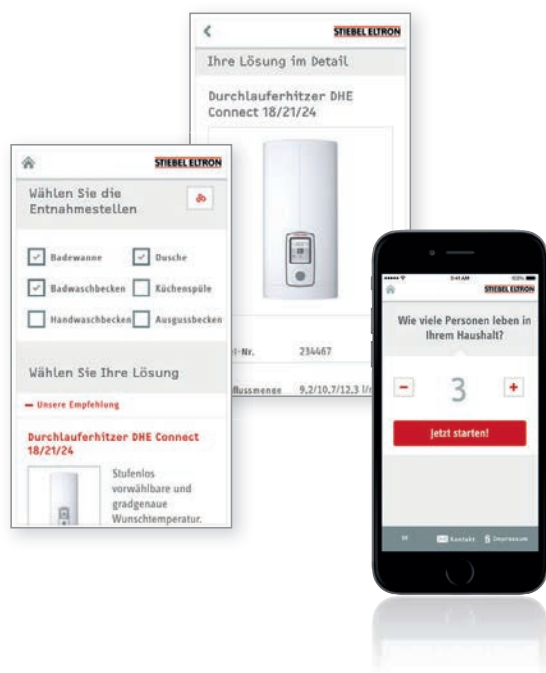 STIEBEL ELTRON
Ihre Lösung im Detail
Durchlauferhitzer DHE
Connect 18/21/24
234467
9,2/10,7/12,3
STIEBEL ELTRON
Wählen Sie die
Entnahmestellen
Badewanne
Dusche
Badwaschbecken
Küchenspüle
Handwaschbecken
Ausgussbecken
Wählen Sie Ihre Lösung
Unsere Empfehlung
Durchlauferhitzer DHE Connect
18/21/24
Stufenlos
vorwählbare und
gradgenaue
Wunschtemperatur.
9:41 AM
STIEBEL ELTRON
Wie viele Personen leben in
Ihrem Haushalt?
3
Jetzt starten!
Kontakt
Impressum